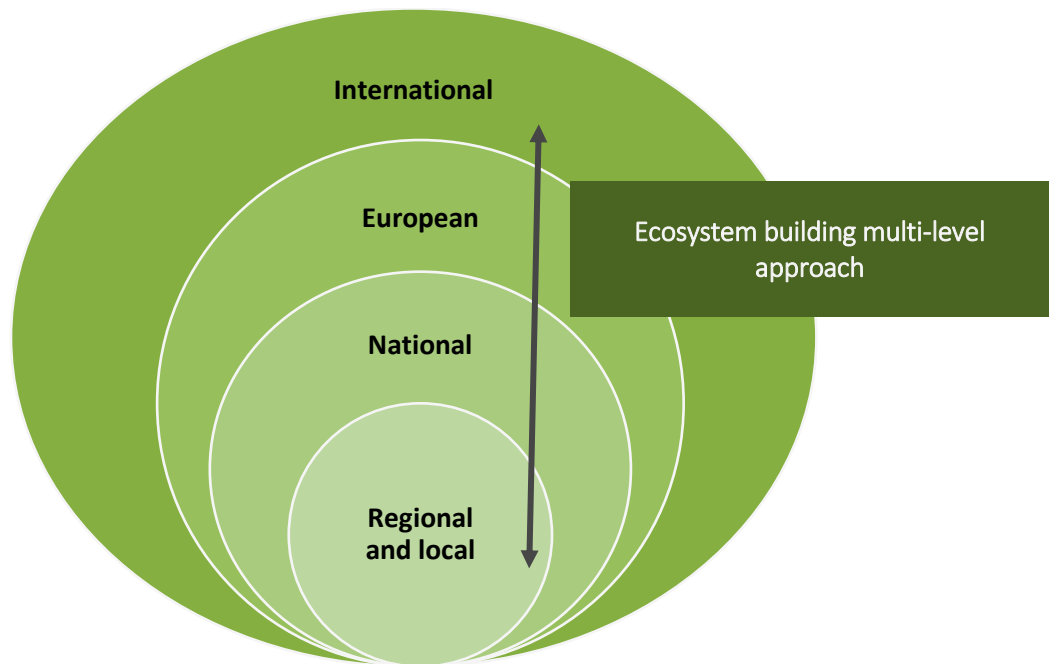 International
European
Ecosystem building multi-level
approach
National
Regional
and local